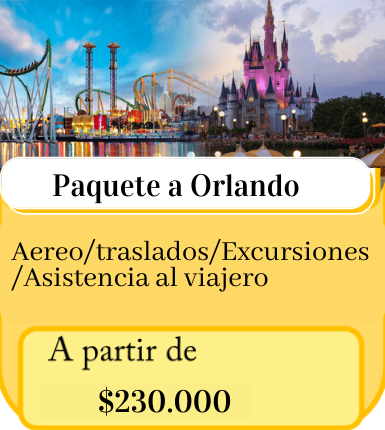 Paquete a Orlando
Aereo/traslados/Excursiones
/Asistencia al viajero
A partir de
$230.000